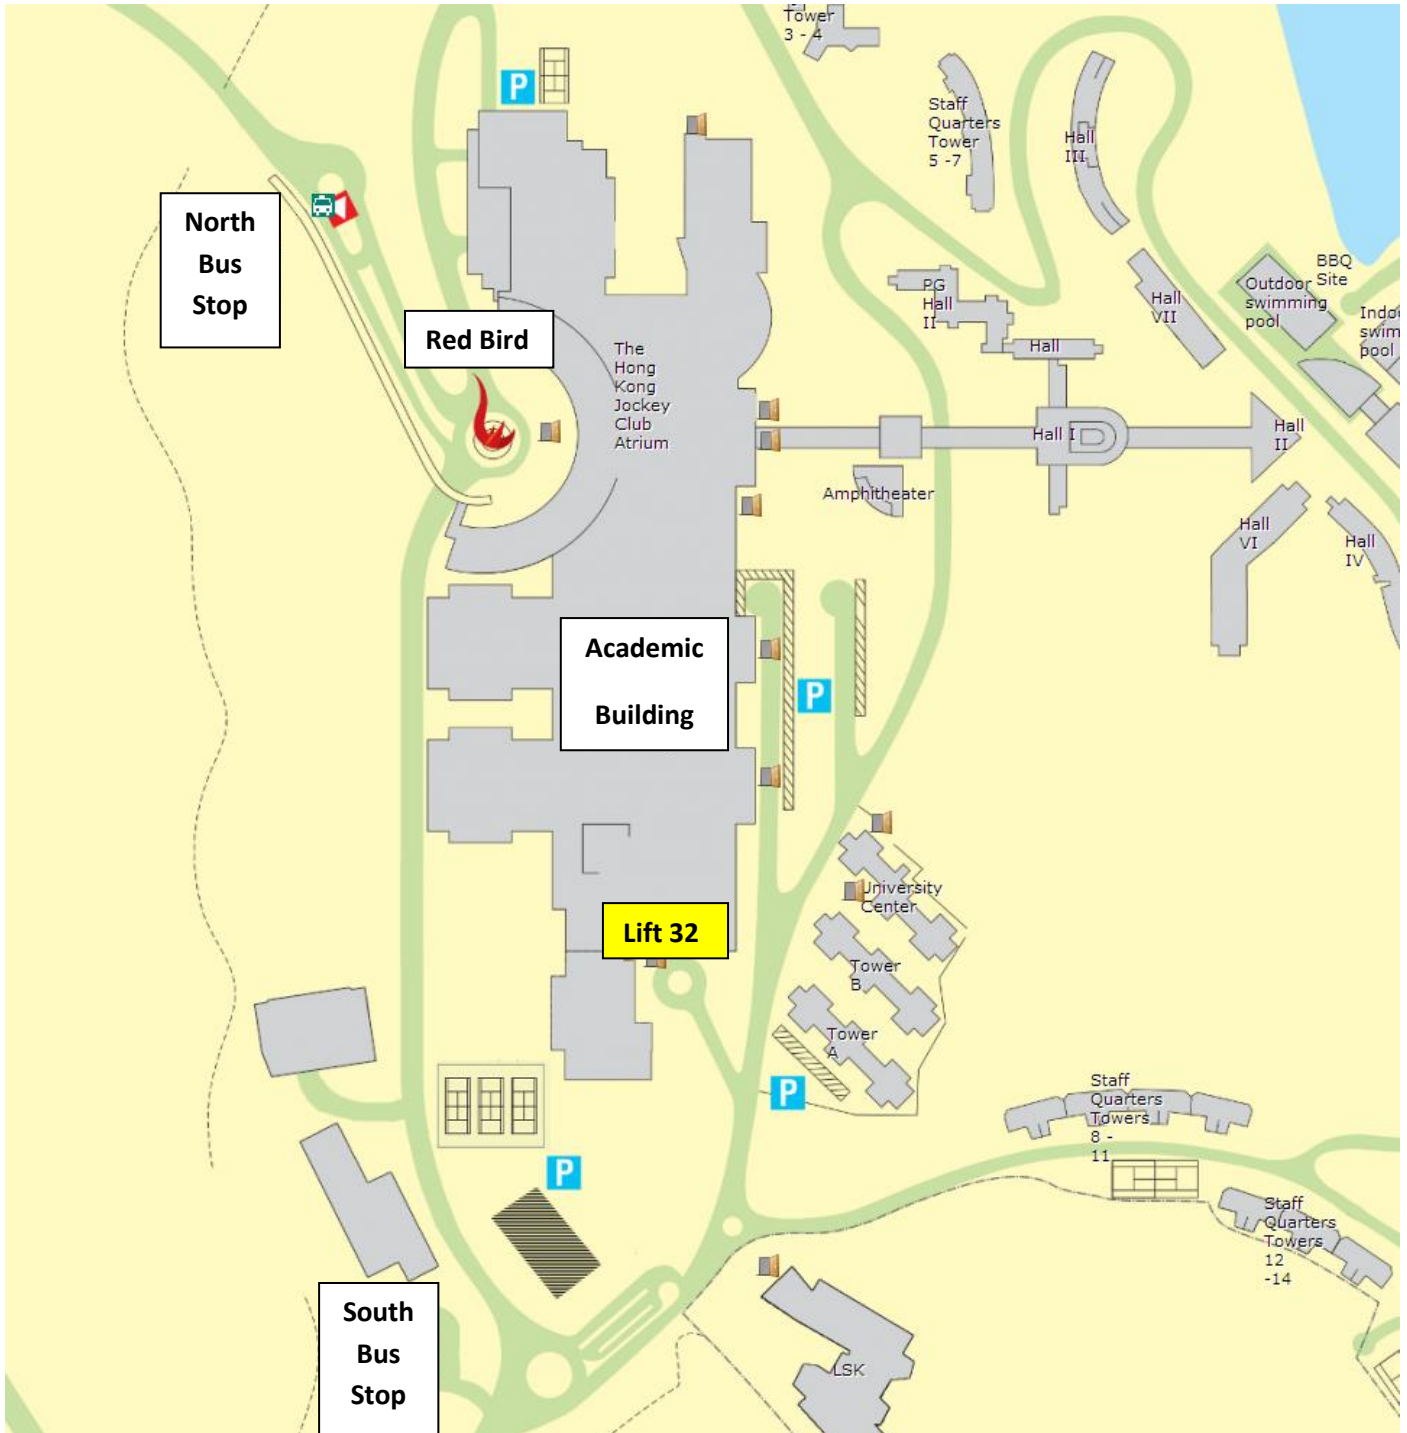 Tower
3 - 4
P
Staff
Quarters
Tower
5 -7
Hall
III
North
Bus
Stop
Red Bird
The
Hong
Kong
Jockey
Club
Atrium
PG
Hall
II
Hall
Hall
VII
BBQ
Site
Outdoor
swimming
pool
Indoo
swim
pool
Hall I
Hall
II
Amphitheater
Hall
VI
Hall
IV
Academic
Building
P
University
Center
Lift 32
Tower
B
Tower
A
P
Staff
Quarters
Towers
8 -
11
P
Staff
Quarters
Towers
12
-14
South
Bus
Stop
LSK